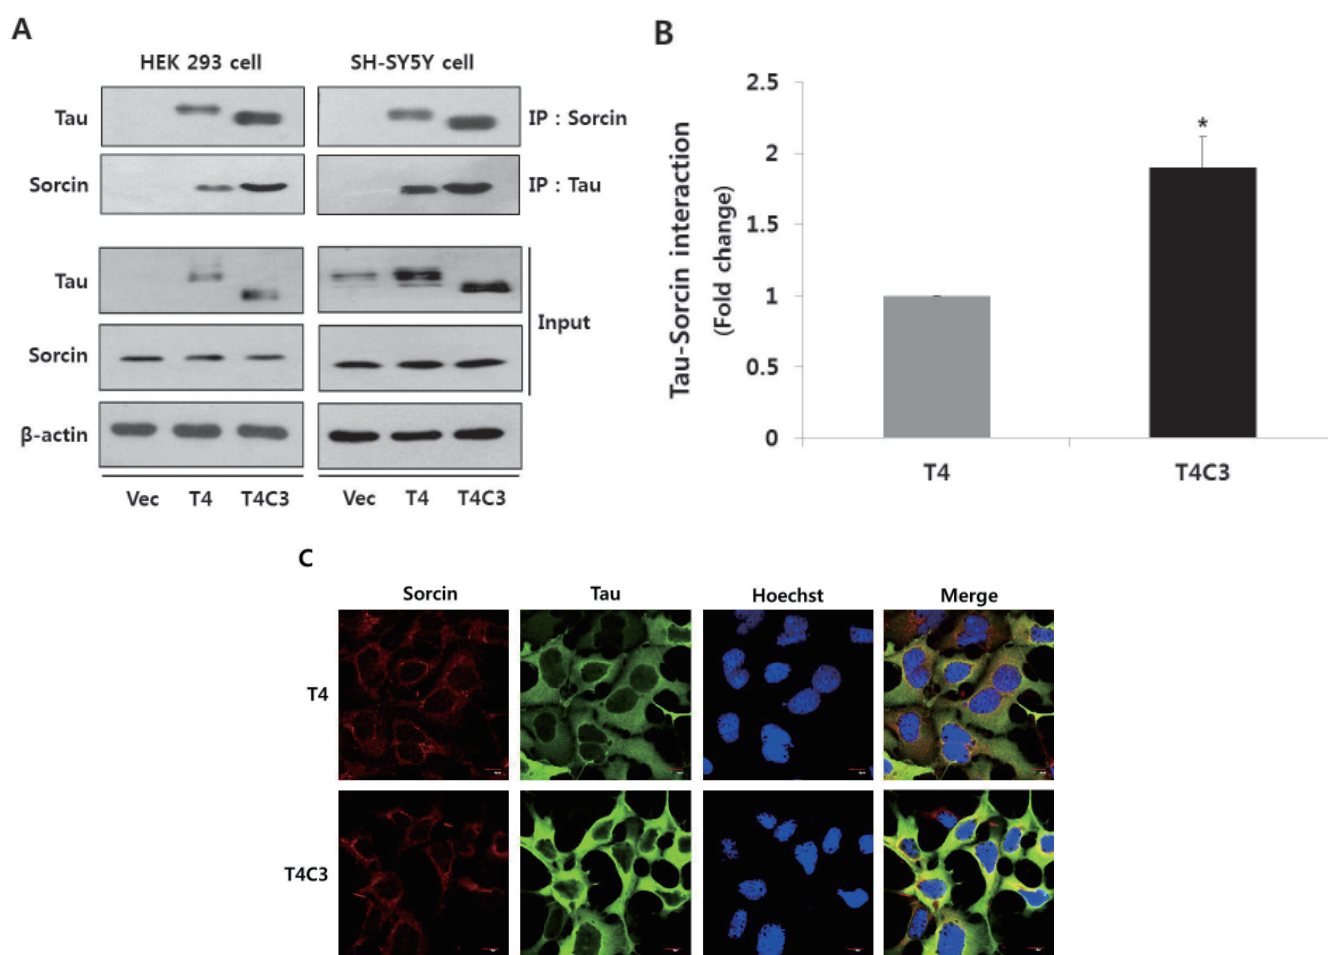 A
HEK 293 cell
SH-SY5Y cell
Tau
IP : Sorcin
Sorcin
IP : Tau
Tau
Input
Sorcin
β-actin
Vec T4 T4C3
Vec T4 T4C3
B
Tau-Sorcin interaction
(Fold change)
2.5
2
1.5
1
0.5
0
*
T4
T4C3
C
Sorcin Tau Hoechst Merge
T4
T4C3